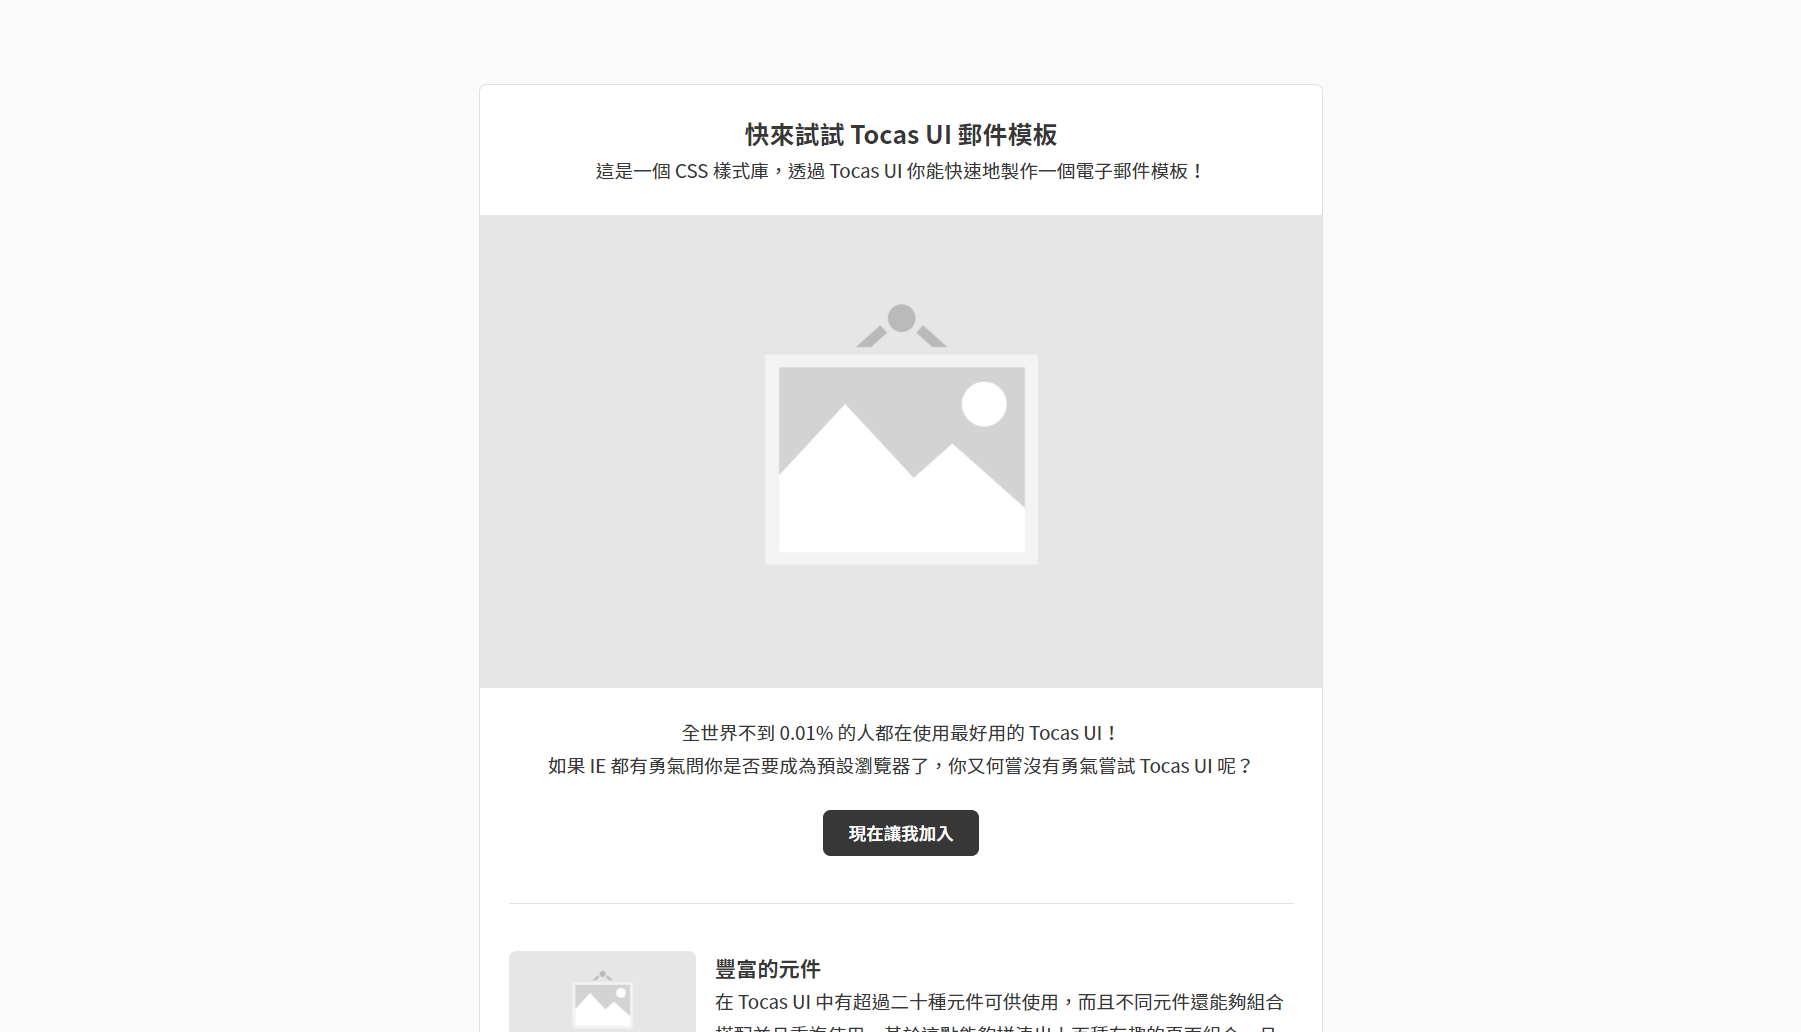 快來試試 Tocas UI 郵件模板
這是一個 CSS 樣式庫，透過 Tocas UI 你能快速地製作一個電子郵件模板！
全世界不到 0.01% 的人都在使用最好用的 Tocas UI！
如果 IE 都有勇氣問你是否要成為預設瀏覽器了，你又何嘗沒有勇氣嘗試 Tocas UI 呢？
現在讓我加入
豐富的元件
在 Tocas UI 中有超過二十種元件可供使用，而且不同元件還能夠組合